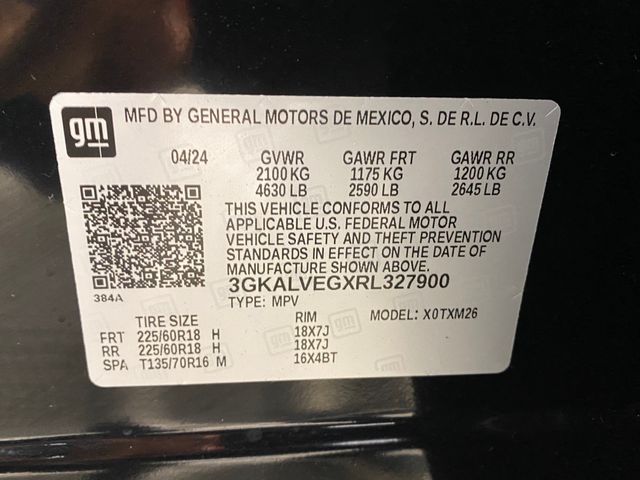 gm
MFD BY GENERAL MOTORS DE MEXICO, S. DE R.L. DE C.V.
04/24 GVWR GAWR FRT GAWR RR
2100 KG 1175 KG 1200 KG
4630 LB 2590 LB 2645 LB
THIS VEHICLE CONFORMS TO ALL
APPLICABLE U.S. FEDERAL MOTOR
VEHICLE SAFETY AND THEFT PREVENTION
STANDARDS IN EFFECT ON THE DATE OF
MANUFACTURE SHOWN ABOVE.
384A
3GKALVEGXRL327900
TYPE: MPV
TIRE SIZE RIM MODEL: X0TXM26
FRT 225/60R18 H 18X7J
RR 225/60R18 H 18X7J
SPA T135/70R16 M 16X4BT